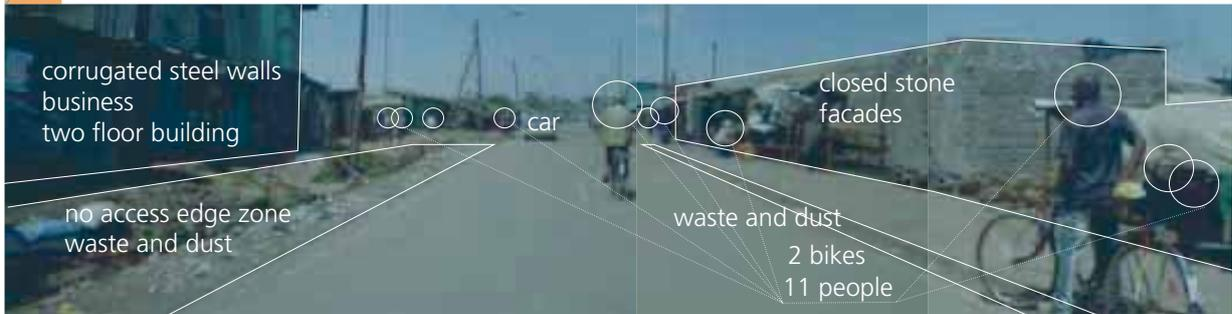 corrugated steel walls
business
two floor building
no access edge zone
waste and dust
car
closed stone
facades
waste and dust
2 bikes
11 people